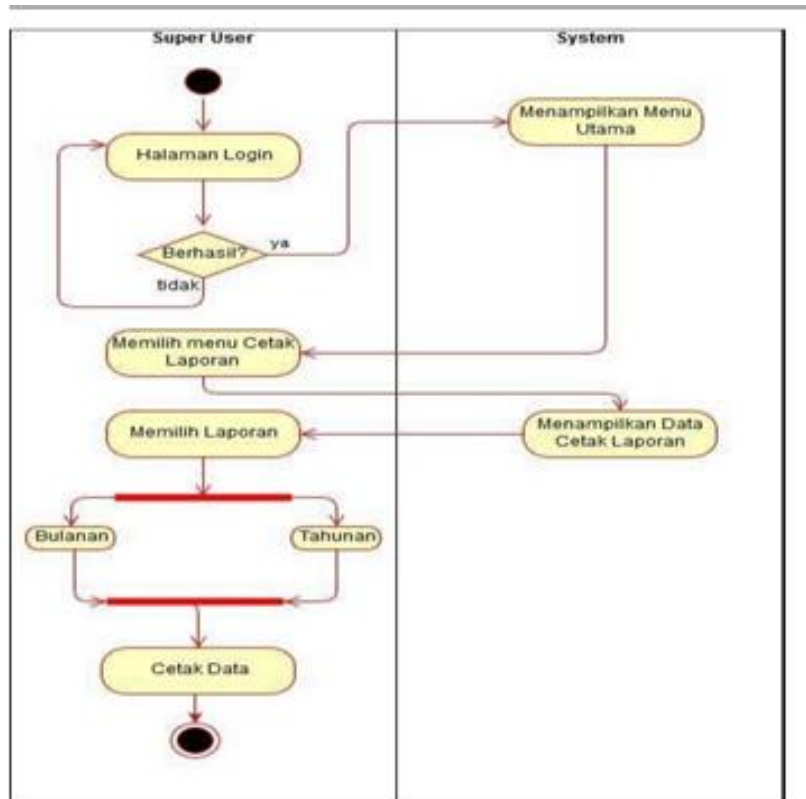 Super User
System
Menampilkan Menu
Utama
Halaman Login
Berhasil?
ya
tidak
Memilih menu Cetak
Laporan
Menampilkan Data
Cetak Laporan
Memilih Laporan
Bulanan
Tahunan
Cetak Data